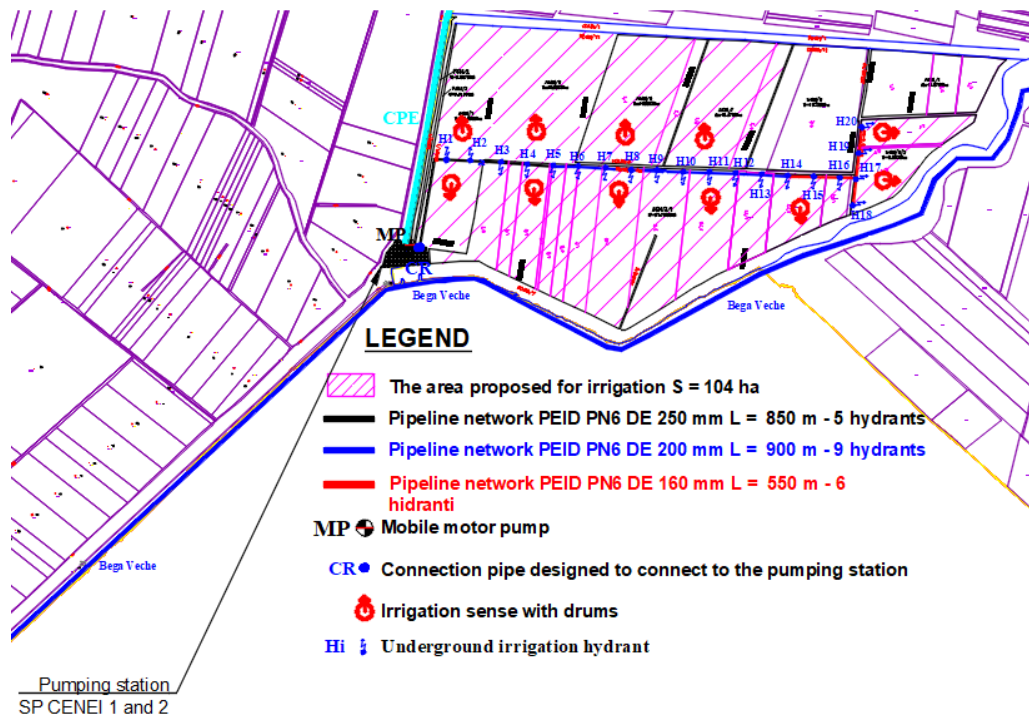 CPE
H1
H2
H3
H4
H5
H6
H7
H8
H9
H10
H11
H12
H13
H14
H15
H16
H17
H18
H19
H20
MP
CR
Bega Veche
Bega Veche
Bega Veche
LEGEND
The area proposed for irrigation S = 104 ha
Pipeline network PEID PN6 DE 250 mm L = 850 m - 5 hydrants
Pipeline network PEID PN6 DE 200 mm L = 900 m - 9 hydrants
Pipeline network PEID PN6 DE 160 mm L = 550 m - 6
hidranti
MP Mobile motor pump
CR Connection pipe designed to connect to the pumping station
Irrigation sense with drums
Hi Underground irrigation hydrant
Pumping station
SP CENEI 1 and 2